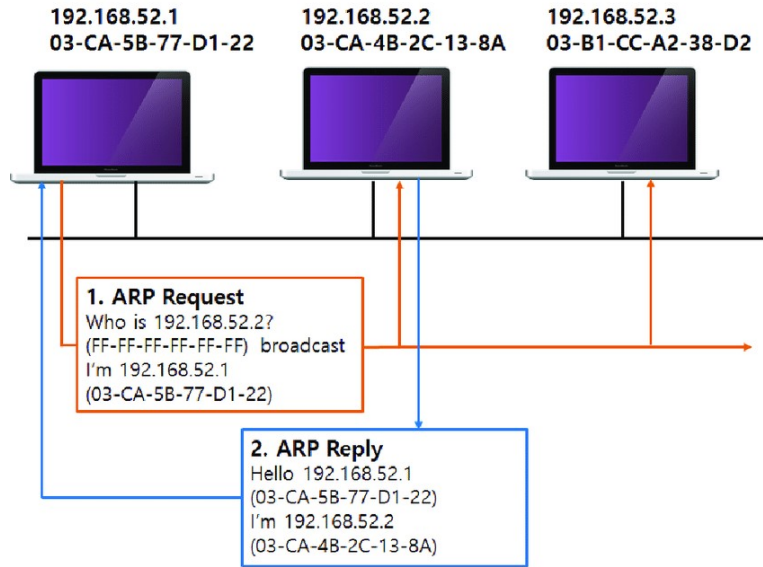 192.168.52.1
03-CA-5B-77-D1-22
192.168.52.2
03-CA-4B-2C-13-8A
192.168.52.3
03-B1-CC-A2-38-D2
1. ARP Request
Who is 192.168.52.2?
(FF-FF-FF-FF-FF-FF) broadcast
I'm 192.168.52.1
(03-CA-5B-77-D1-22)
2. ARP Reply
Hello 192.168.52.1
(03-CA-5B-77-D1-22)
I'm 192.168.52.2
(03-CA-4B-2C-13-8A)